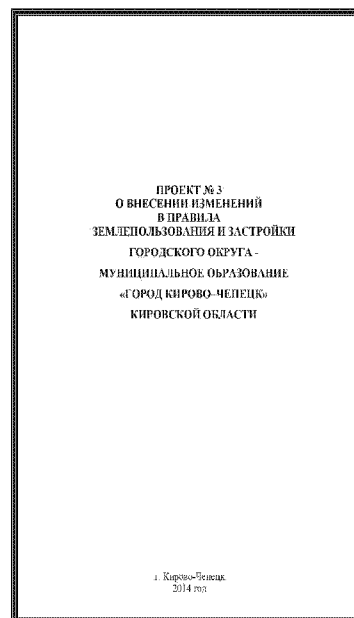 ПРОЕКТ № 3
О ВНЕСЕНИИ ИЗМЕНЕНИЙ
В ПРАВИЛА
ЗЕМЛЕПОЛЬЗОВАНИЯ И ЗАСТРОЙКИ
ГОРОДСКОГО ОКРУГА -
МУНИЦИПАЛЬНОЕ ОБРАЗОВАНИЕ
«ГОРОД КИРОВО–ЧЕПЕЦК»
КИРОВСКОЙ ОБЛАСТИ
г. Кирово-Чепецк
2014 год